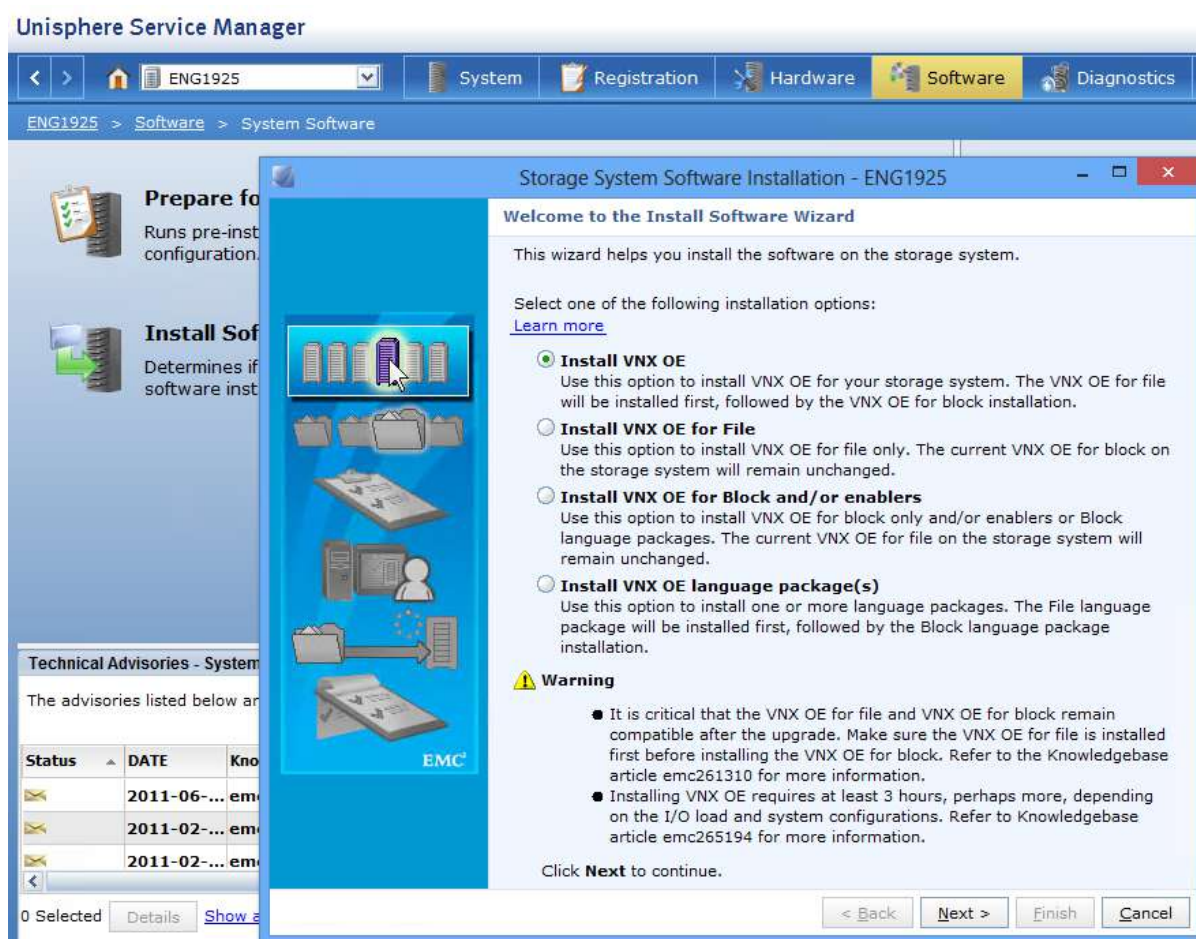 Unisphere Service Manager
ENG1925
System
Registration
Hardware
Software
Diagnostics
ENG1925 > Software > System Software
Prepare fo
Runs pre-inst
configuration.
Install Sof
Determines if
software inst
Technical Advisories - System
The advisories listed below ar
Status DATE Kno
2011-06-... em
2011-02-... em
2011-02-... em
0 Selected Details Show a
Storage System Software Installation - ENG1925
Welcome to the Install Software Wizard
This wizard helps you install the software on the storage system.
Select one of the following installation options:
Learn more
Install VNX OE
Use this option to install VNX OE for your storage system. The VNX OE for file
will be installed first, followed by the VNX OE for block installation.
Install VNX OE for File
Use this option to install VNX OE for file only. The current VNX OE for block on
the storage system will remain unchanged.
Install VNX OE for Block and/or enablers
Use this option to install VNX OE for block only and/or enablers or Block
language packages. The current VNX OE for file on the storage system will
remain unchanged.
Install VNX OE language package(s)
Use this option to install one or more language packages. The File language
package will be installed first, followed by the Block language package
installation.
Warning
● It is critical that the VNX OE for file and VNX OE for block remain
compatible after the upgrade. Make sure the VNX OE for file is installed
first before installing the VNX OE for block. Refer to the Knowledgebase
article emc261310 for more information.
● Installing VNX OE requires at least 3 hours, perhaps more, depending
on the I/O load and system configurations. Refer to Knowledgebase
article emc265194 for more information.
Click Next to continue.
EMC²
< Back Next > Finish Cancel